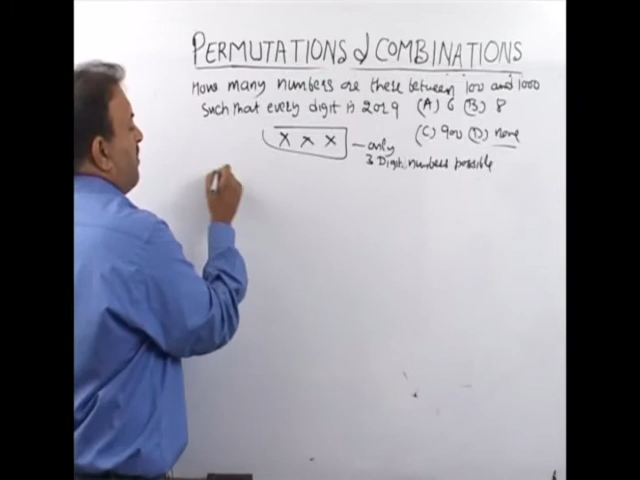 PERMUTATIONS & COMBINATIONS
How many numbers are there between 100 and 1000
such that every digit is 2 or 9 (A) 6 (B) 8
(C) 900 (D) none
x x x — only
3 Digit numbers possible